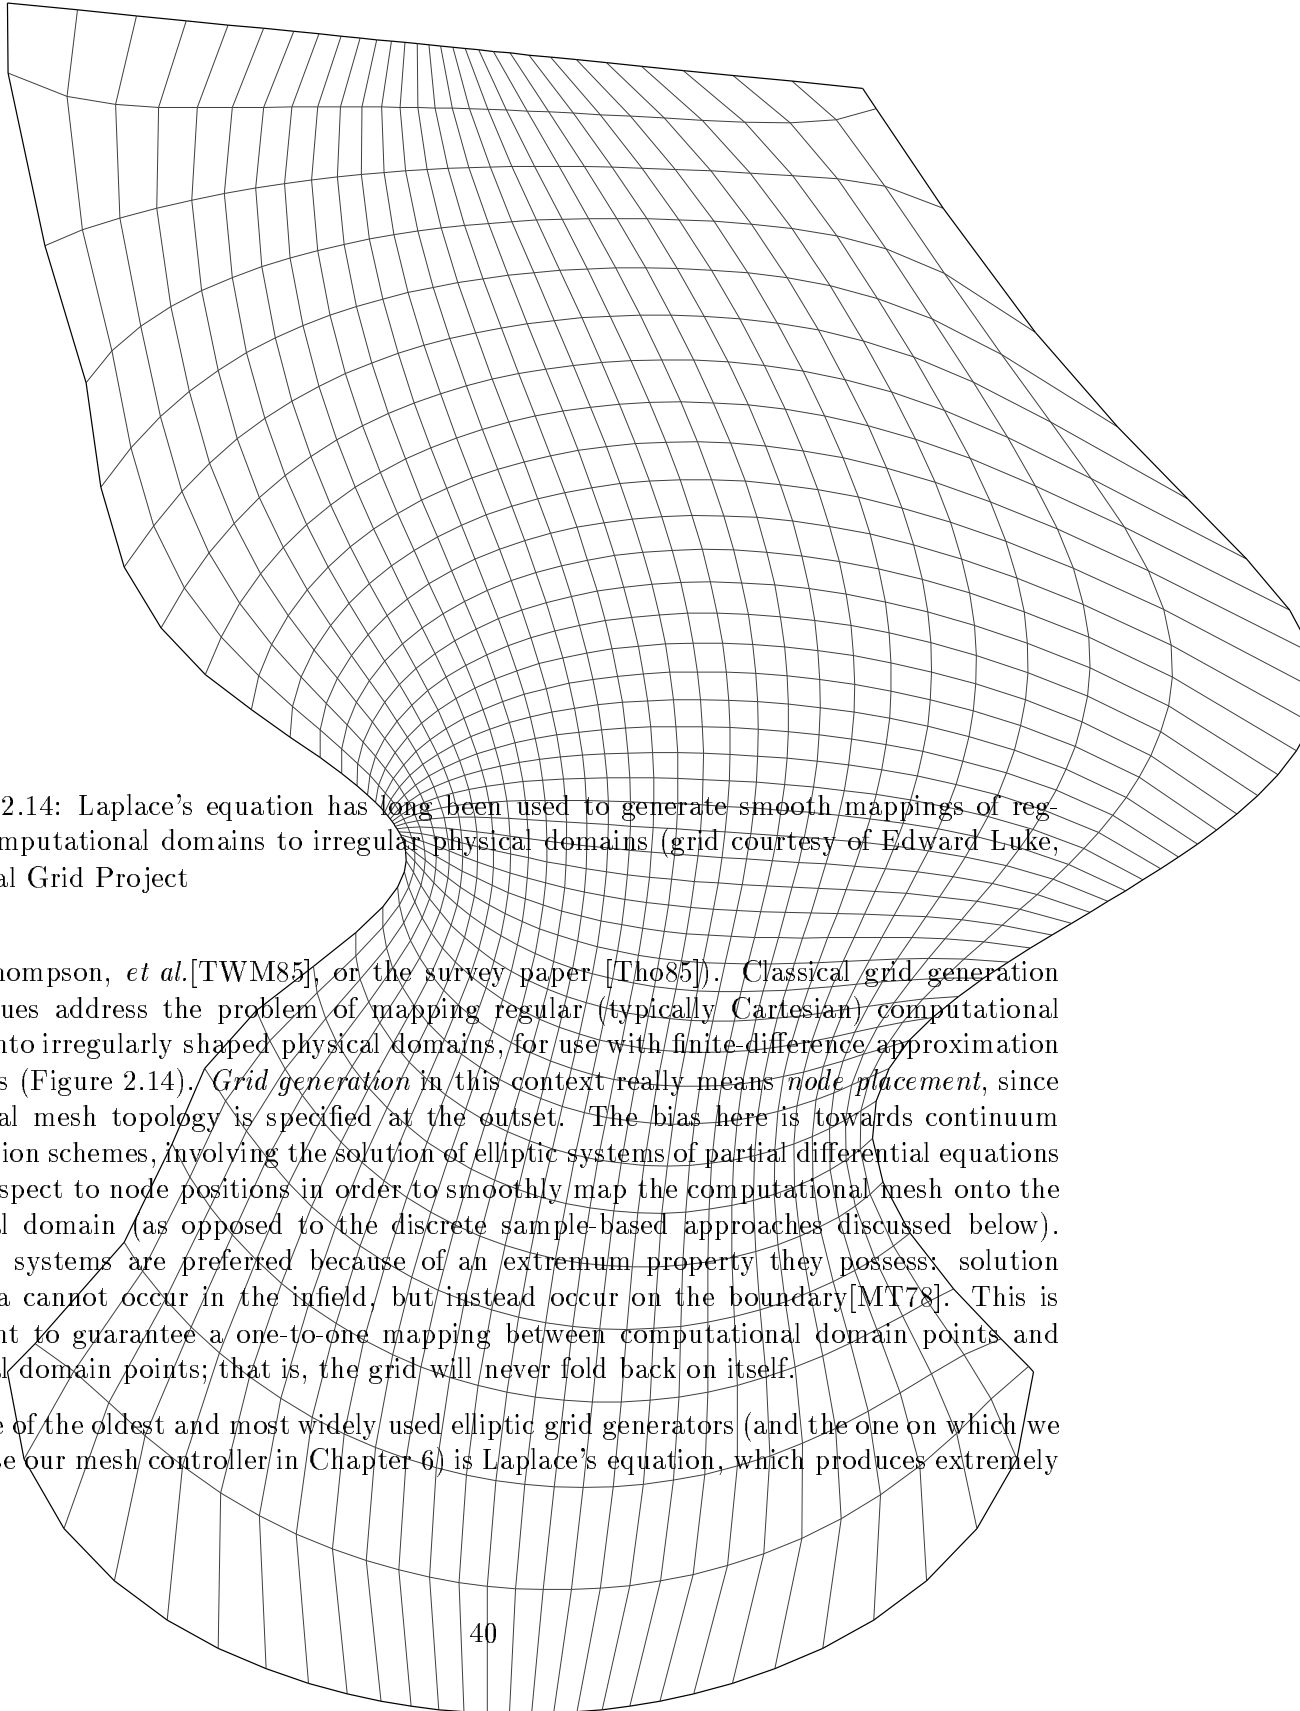 2.14: Laplace's equation has long been used to generate smooth mappings of reg-
mputational domains to irregular physical domains (grid courtesy of Edward Luke,
al Grid Project
hompson, et al.[TWM85], or the survey paper [Tho85]). Classical grid generation
ues address the problem of mapping regular (typically Cartesian) computational
nto irregularly shaped physical domains, for use with finite-difference approximation
s (Figure 2.14). Grid generation in this context really means node placement, since
al mesh topology is specified at the outset. The bias here is towards continuum
ion schemes, involving the solution of elliptic systems of partial differential equations
spect to node positions in order to smoothly map the computational mesh onto the
l domain (as opposed to the discrete sample-based approaches discussed below).
systems are preferred because of an extremum property they possess: solution
a cannot occur in the infield, but instead occur on the boundary[MT78]. This is
nt to guarantee a one-to-one mapping between computational domain points and
l domain points; that is, the grid will never fold back on itself.
e of the oldest and most widely used elliptic grid generators (and the one on which we
se our mesh controller in Chapter 6) is Laplace's equation, which produces extremely
40